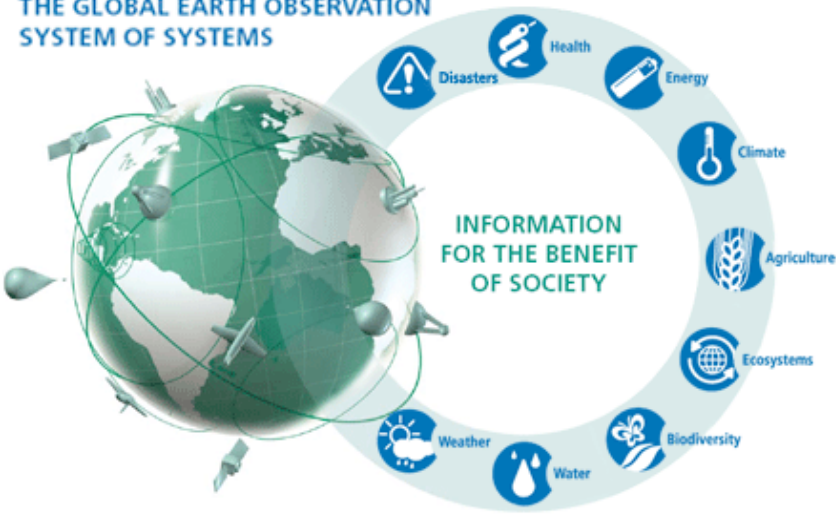 THE GLOBAL EARTH OBSERVATION
SYSTEM OF SYSTEMS
Health
Disasters
Energy
Climate
INFORMATION
FOR THE BENEFIT
OF SOCIETY
Agriculture
Ecosystems
Biodiversity
Weather
Water